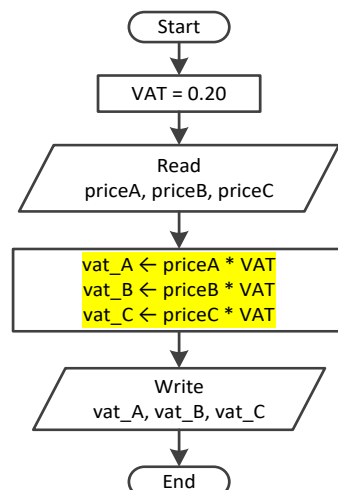 Start
VAT = 0.20
Read
priceA, priceB, priceC
vat_A ← priceA * VAT
vat_B ← priceB * VAT
vat_C ← priceC * VAT
Write
vat_A, vat_B, vat_C
End